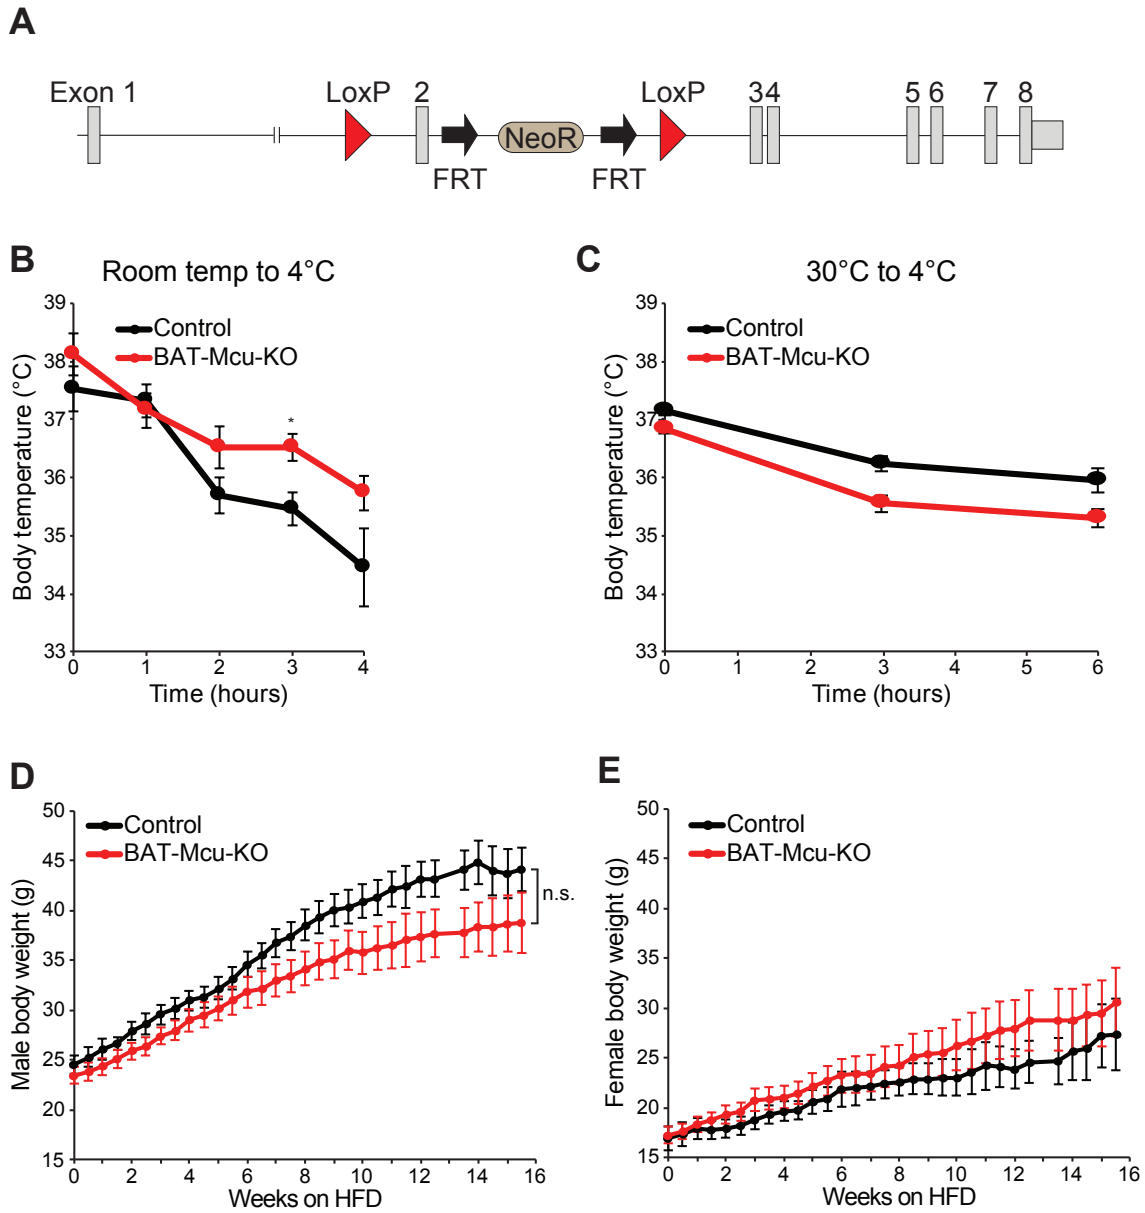 A
Exon 1 LoxP 2 LoxP 3 4 5 6 7 8
NeoR
FRT FRT
B Room temp to 4°C
Body temperature (°C)
39
38
37
36
35
34
33
Control
BAT-Mcu-KO
*
0 1 2 3 4
Time (hours)
C 30°C to 4°C
Body temperature (°C)
39
38
37
36
35
34
33
Control
BAT-Mcu-KO
0 1 2 3 4 5 6
Time (hours)
D
Male body weight (g)
50
45
40
35
30
25
20
15
Control
BAT-Mcu-KO
n.s.
0 2 4 6 8 10 12 14 16
Weeks on HFD
E
Female body weight (g)
50
45
40
35
30
25
20
15
Control
BAT-Mcu-KO
0 2 4 6 8 10 12 14 16
Weeks on HFD